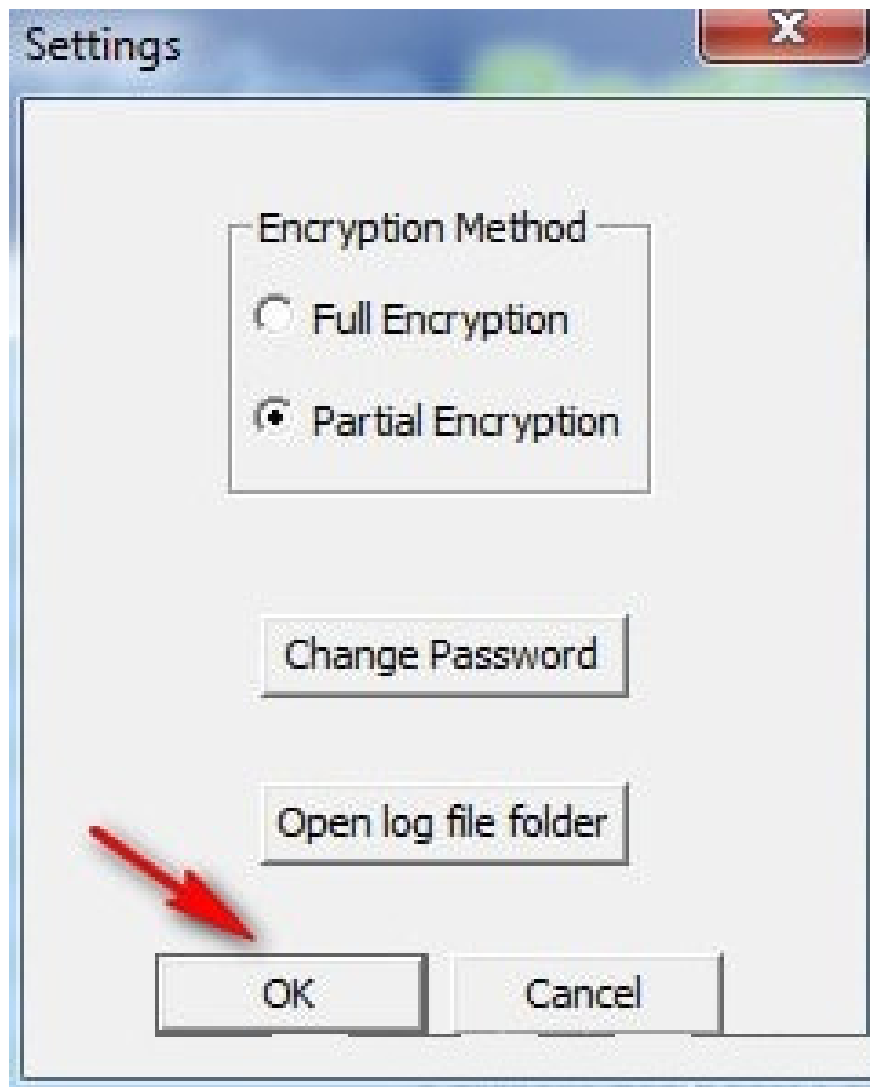 Settings
Encryption Method
Full Encryption
Partial Encryption
Change Password
Open log file folder
OK
Cancel